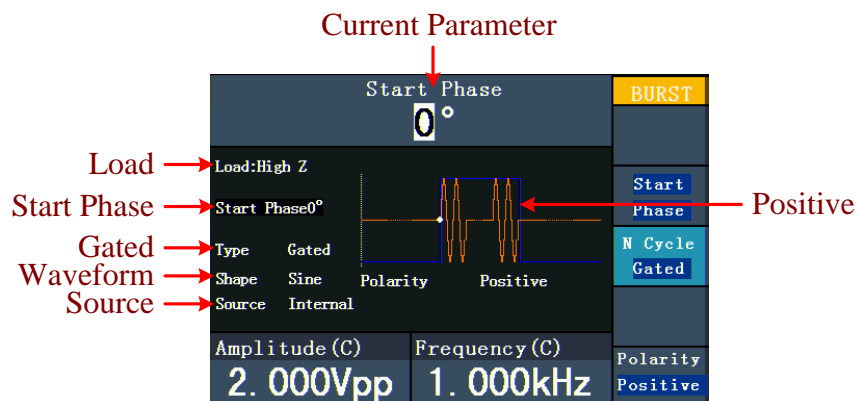 Current Parameter
Start Phase
0°
BURST
Load
Load:High Z
Start Phase
Start Phase0°
Start
Phase
Positive
Gated
Type Gated
N Cycle
Gated
Waveform
Shape Sine
Polarity Positive
Source
Source Internal
Amplitude(C)
Frequency(C)
2.000Vpp
1.000kHz
Polarity
Positive